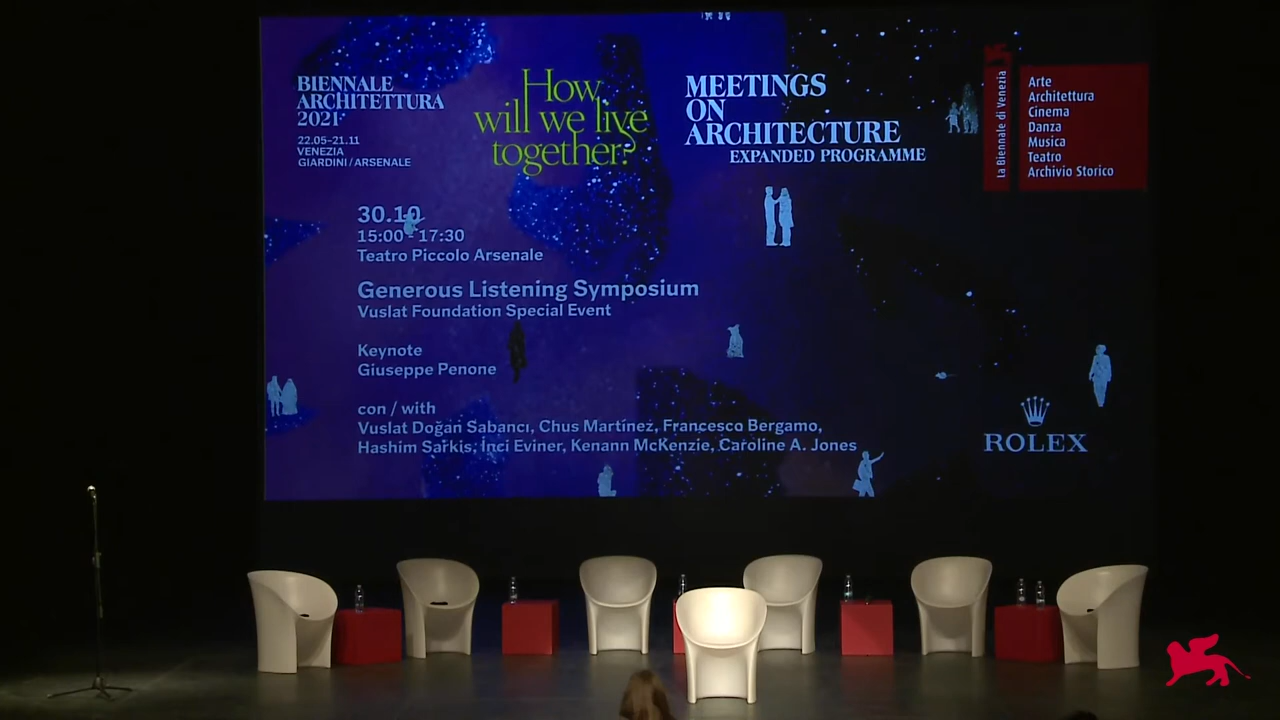 BIENNALE
ARCHITETTURA
2021
22.05-21.11
VENEZIA
GIARDINI/ARSENALE
How
will we live
together?
MEETINGS
ON
ARCHITECTURE
EXPANDED PROGRAMME
La Biennale di Venezia
Arte
Architettura
Cinema
Danza
Musica
Teatro
Archivio Storico
30.10
15:00 - 17:30
Teatro Piccolo Arsenale
Generous Listening Symposium
Vuslat Foundation Special Event
Keynote
Giuseppe Penone
con / with
Vuslat Doğan Sabancı, Chus Martínez, Francesco Bergamo,
Hashim Sarkis, İnci Eviner, Kenann McKenzie, Caroline A. Jones
ROLEX